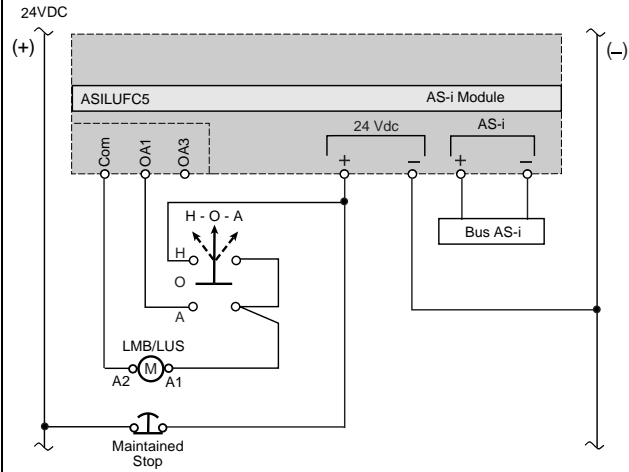 24VDC
(+)
(–)
ASILUFC5
AS-i Module
24 Vdc
AS-i
Com
OA1
OA3
+
–
+
–
H - O - A
Bus AS-i
H
O
A
LMB/LUS
M
A2
A1
Maintained
Stop